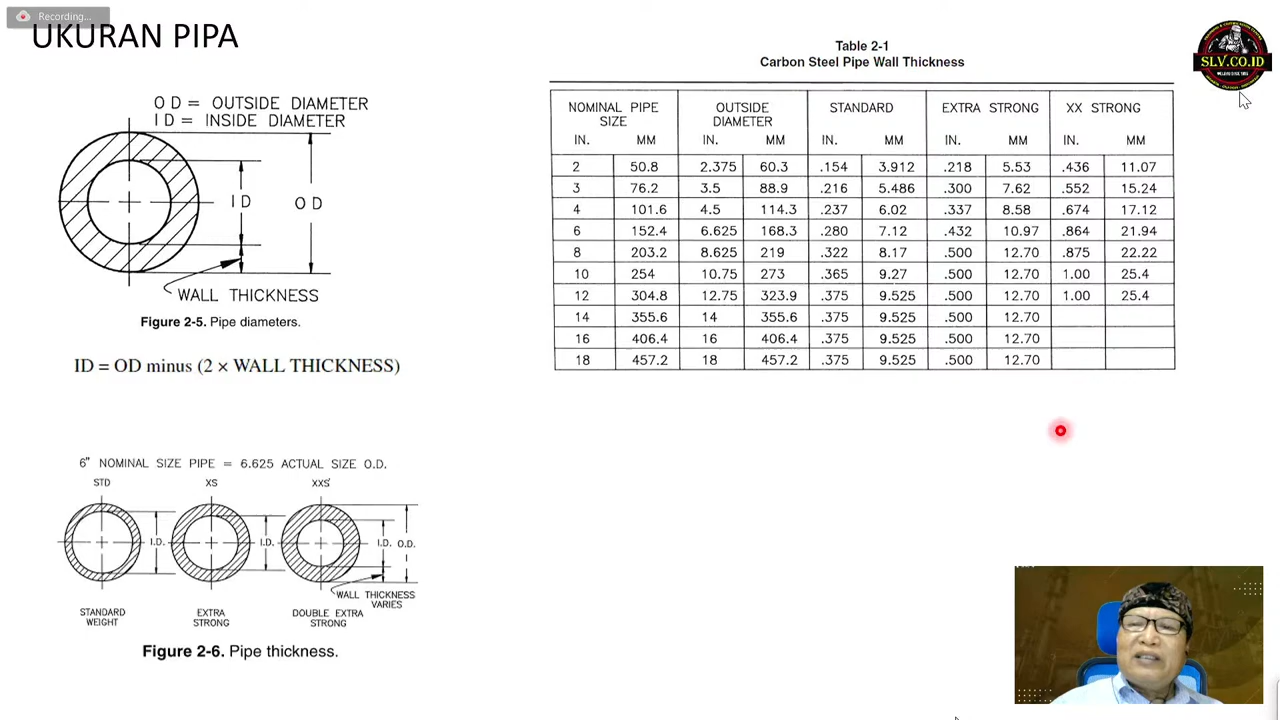 Recording...
UKURAN PIPA
O D = OUTSIDE DIAMETER
I D = INSIDE DIAMETER
I D
O D
WALL THICKNESS
Figure 2-5. Pipe diameters.
ID = OD minus (2 × WALL THICKNESS)
6" NOMINAL SIZE PIPE = 6.625 ACTUAL SIZE O.D.
STD XS XXS
I.D. I.D. I.D. O.D.
WALL THICKNESS
VARIES
STANDARD
WEIGHT
EXTRA
STRONG
DOUBLE EXTRA
STRONG
Figure 2-6. Pipe thickness.
Table 2-1
Carbon Steel Pipe Wall Thickness
NOMINAL PIPE
SIZE
OUTSIDE
DIAMETER
STANDARD
EXTRA STRONG
XX STRONG
IN. MM IN. MM IN. MM IN. MM IN. MM
2 50.8 2.375 60.3 .154 3.912 .218 5.53 .436 11.07
3 76.2 3.5 88.9 .216 5.486 .300 7.62 .552 15.24
4 101.6 4.5 114.3 .237 6.02 .337 8.58 .674 17.12
6 152.4 6.625 168.3 .280 7.12 .432 10.97 .864 21.94
8 203.2 8.625 219 .322 8.17 .500 12.70 .875 22.22
10 254 10.75 273 .365 9.27 .500 12.70 1.00 25.4
12 304.8 12.75 323.9 .375 9.525 .500 12.70 1.00 25.4
14 355.6 14 355.6 .375 9.525 .500 12.70
16 406.4 16 406.4 .375 9.525 .500 12.70
18 457.2 18 457.2 .375 9.525 .500 12.70
SLV.CO.ID